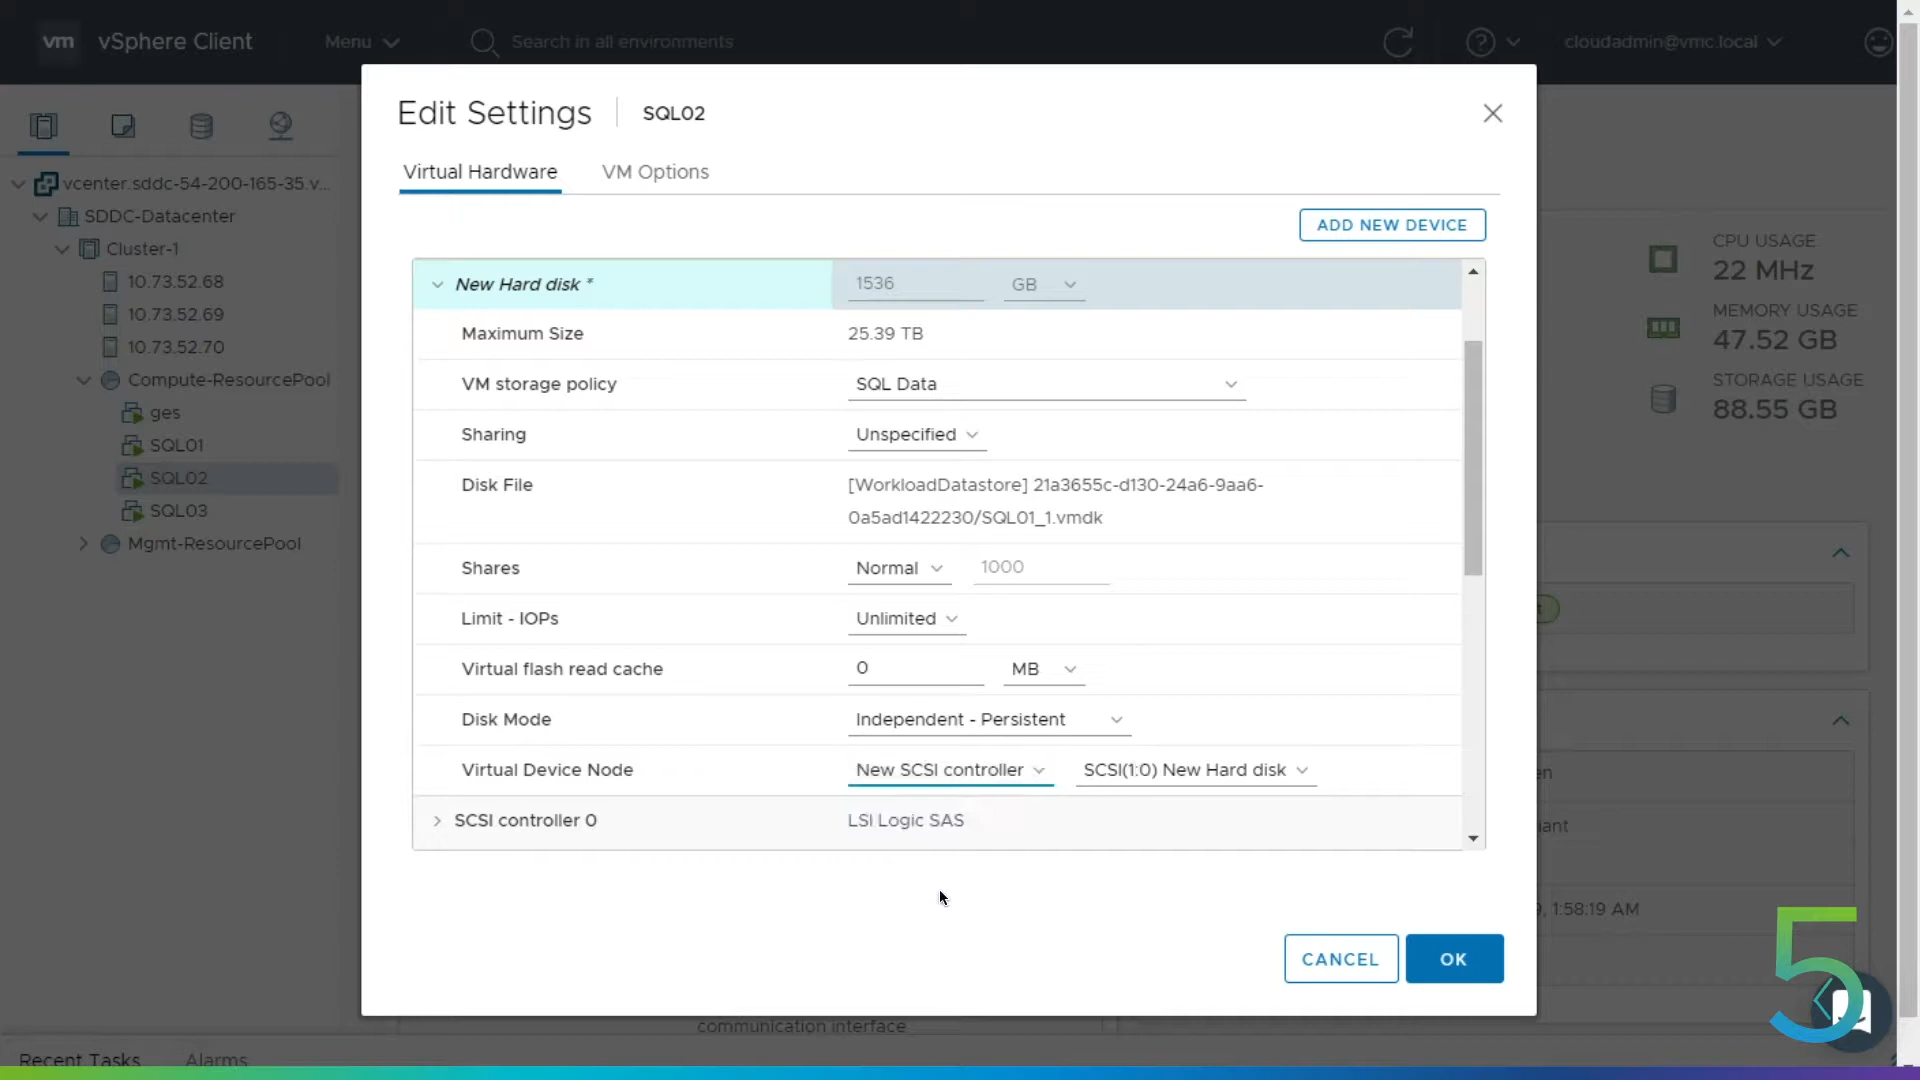 vm vSphere Client Menu Search in all environments cloudadmin@vmc.local
Edit Settings SQL02
Virtual Hardware VM Options
ADD NEW DEVICE
vcenter.sddc-54-200-165-35.v...
SDDC-Datacenter
Cluster-1
10.73.52.68
10.73.52.69
10.73.52.70
Compute-ResourcePool
ges
SQL01
SQL02
SQL03
Mgmt-ResourcePool
New Hard disk * 1536 GB
Maximum Size 25.39 TB
VM storage policy SQL Data
Sharing Unspecified
Disk File [WorkloadDatastore] 21a3655c-d130-24a6-9aa6-
0a5ad1422230/SQL01_1.vmdk
Shares Normal 1000
Limit - IOPs Unlimited
Virtual flash read cache 0 MB
Disk Mode Independent - Persistent
Virtual Device Node New SCSI controller SCSI(1:0) New Hard disk
SCSI controller 0 LSI Logic SAS
CANCEL OK
CPU USAGE
22 MHz
MEMORY USAGE
47.52 GB
STORAGE USAGE
88.55 GB
9, 1:58:19 AM
5
communication interface
Recent Tasks Alarms